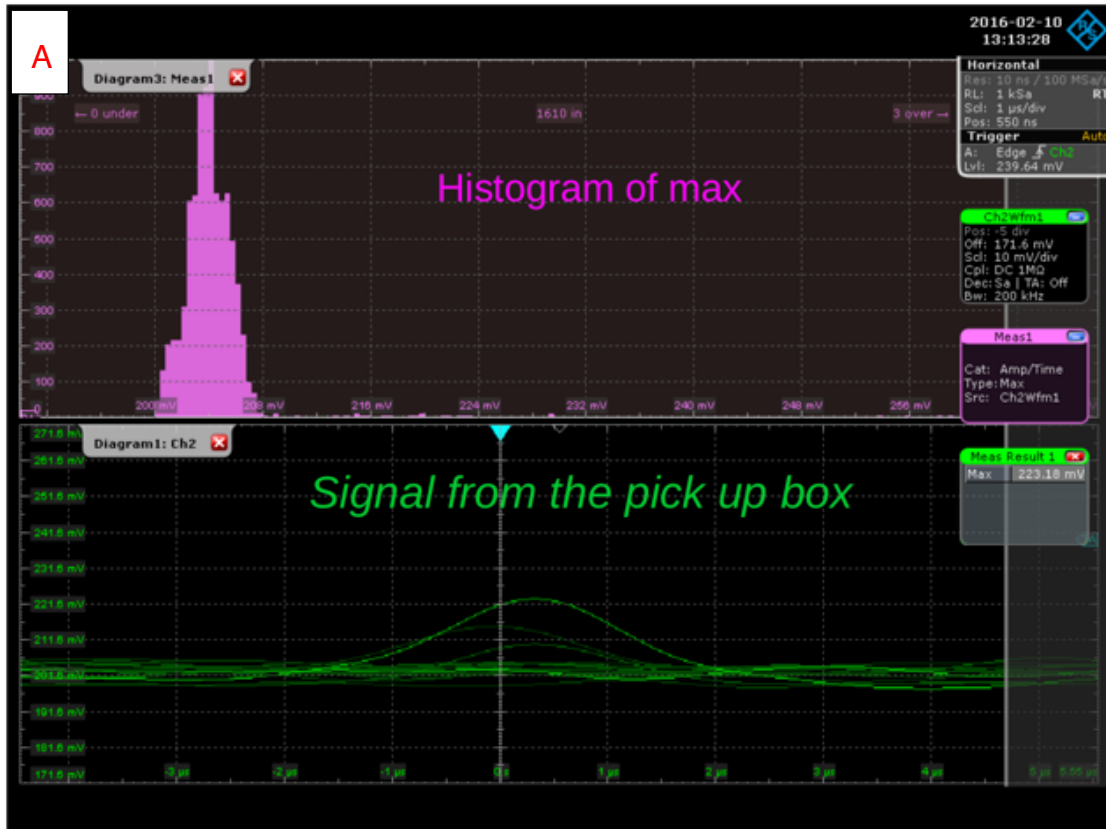 A
2016-02-10
13:13:28
Diagram3: Meas1
← 0 under
1610 in
3 over →
800
700
600
500
400
300
200
100
0
200 mV
208 mV
216 mV
224 mV
232 mV
240 mV
248 mV
256 mV
Histogram of max
Horizontal
Res: 10 ns / 100 MSa/s
RL: 1 kSa
RT
Scl: 1 µs/div
Pos: 550 ns
Trigger
Auto
A: Edge Ch2
Lvl: 239.64 mV
Ch2Wfm1
Pos: -5 div
Off: 171.6 mV
Scl: 10 mV/div
Cpl: DC 1MΩ
Dec: Sa | TA: Off
Bw: 200 kHz
Meas1
Cat: Amp/Time
Type: Max
Src: Ch2Wfm1
Diagram1: Ch2
Signal from the pick up box
Meas Result 1
Max 223.18 mV
271.6 mV
261.6 mV
251.6 mV
241.6 mV
231.6 mV
221.6 mV
211.6 mV
201.6 mV
191.6 mV
181.6 mV
171.6 mV
-3 µs
-2 µs
-1 µs
0 s
1 µs
2 µs
3 µs
4 µs
5 µs
5.55 µs